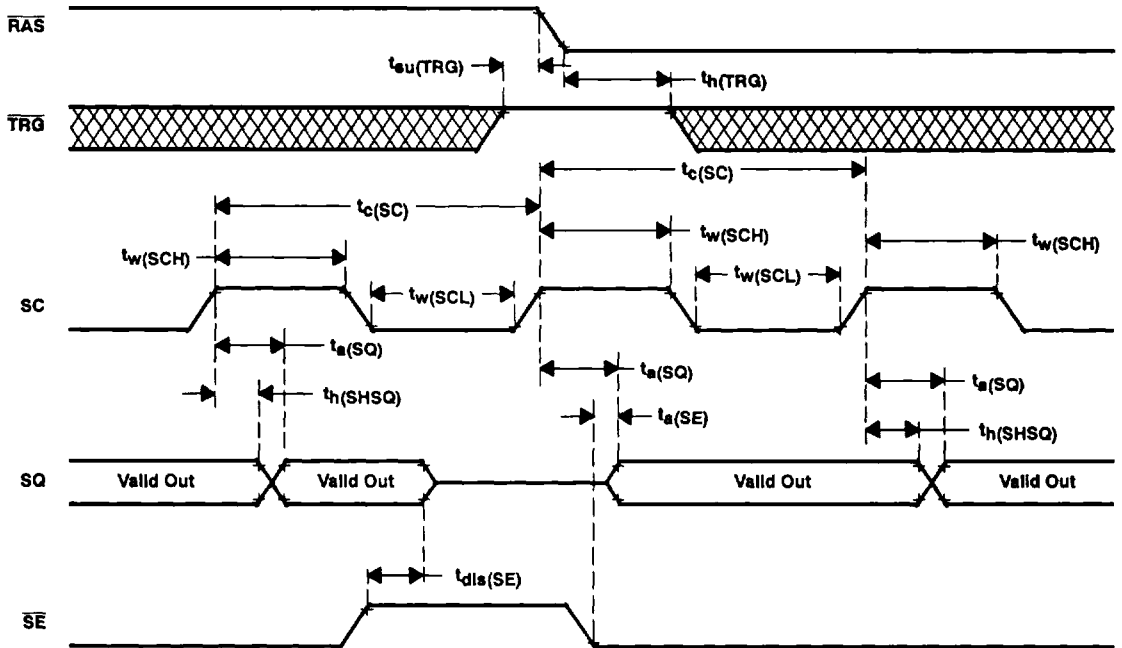 RAS
tsu(TRG)
th(TRG)
TRG
tc(SC)
tc(SC)
tw(SCH)
tw(SCH)
tw(SCH)
tw(SCL)
tw(SCL)
SC
ta(SQ)
ta(SQ)
ta(SQ)
th(SHSQ)
ta(SE)
th(SHSQ)
SQ
Valid Out
Valid Out
Valid Out
Valid Out
tdis(SE)
SE